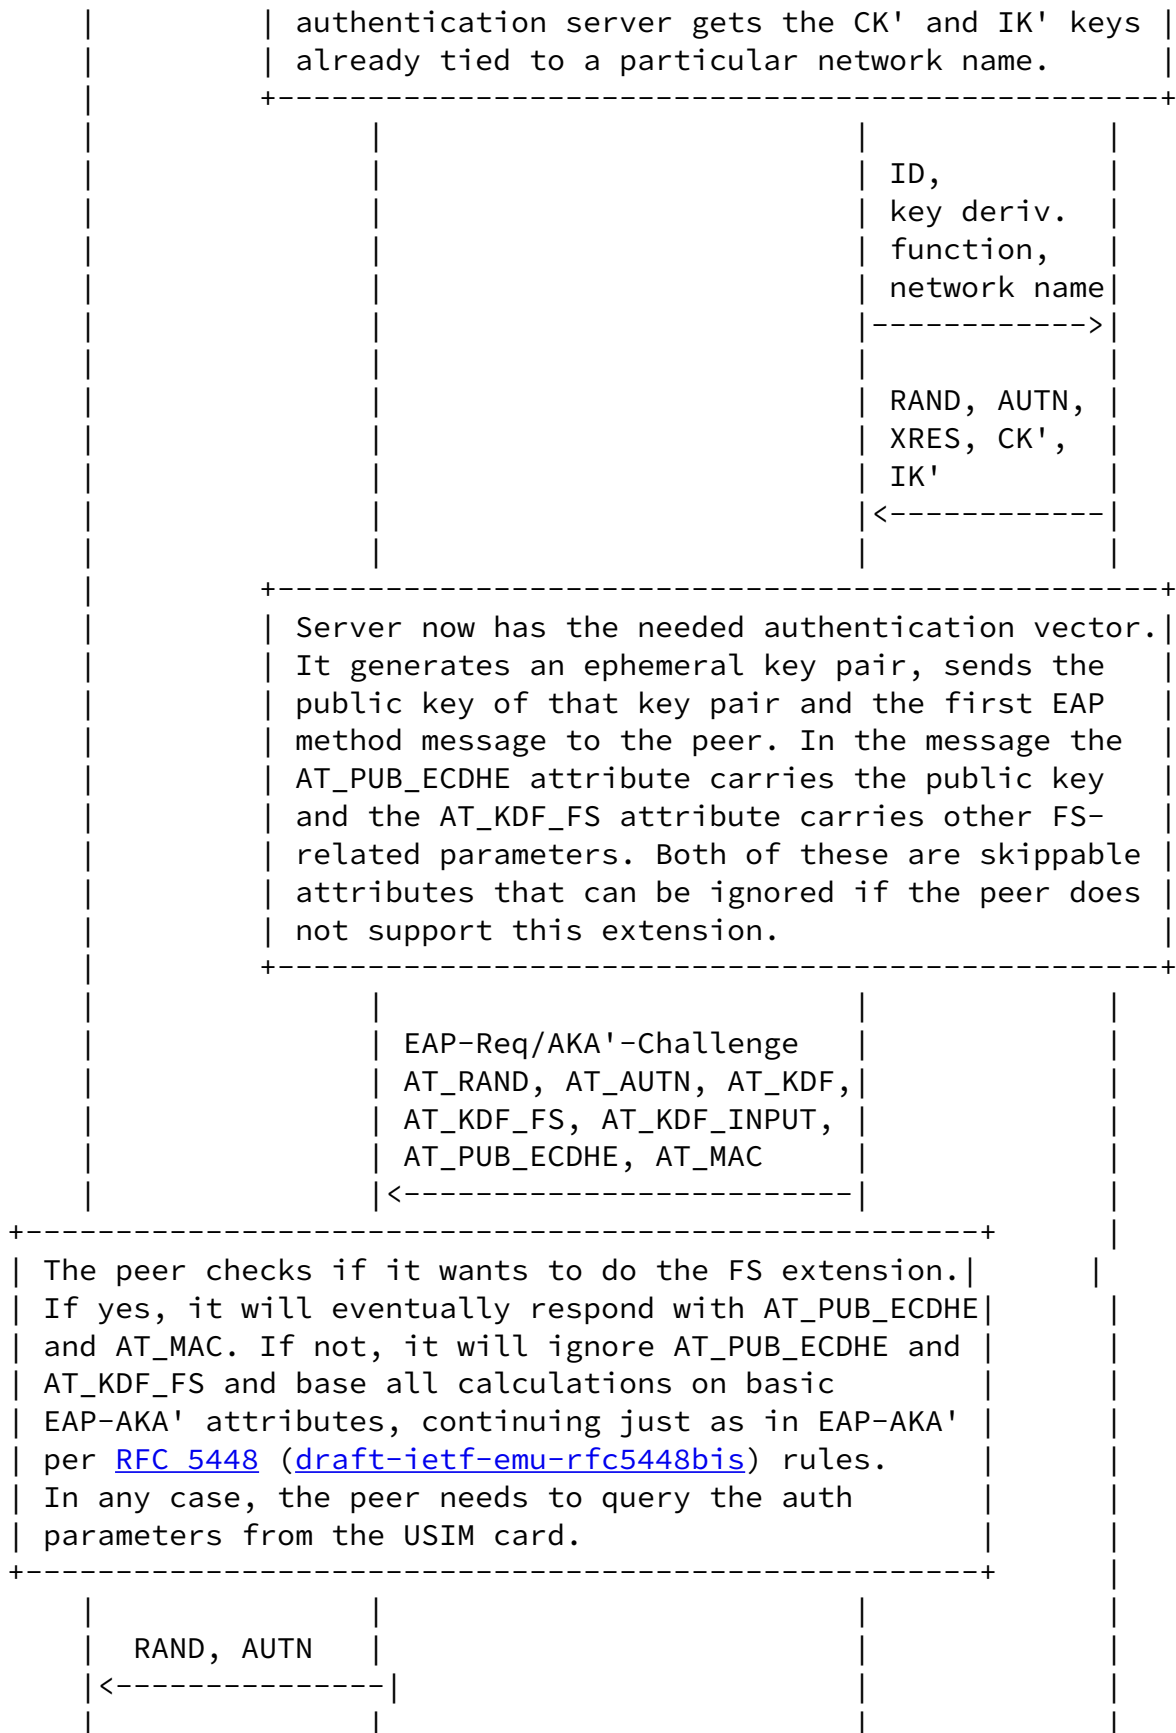 authentication server gets the CK' and IK' keys
already tied to a particular network name.
ID,
key deriv.
function,
network name
RAND, AUTN,
XRES, CK',
IK'
Server now has the needed authentication vector.
It generates an ephemeral key pair, sends the
public key of that key pair and the first EAP
method message to the peer. In the message the
AT_PUB_ECDHE attribute carries the public key
and the AT_KDF_FS attribute carries other FS-
related parameters. Both of these are skippable
attributes that can be ignored if the peer does
not support this extension.
EAP-Req/AKA'-Challenge
AT_RAND, AT_AUTN, AT_KDF,
AT_KDF_FS, AT_KDF_INPUT,
AT_PUB_ECDHE, AT_MAC
The peer checks if it wants to do the FS extension.
If yes, it will eventually respond with AT_PUB_ECDHE
and AT_MAC. If not, it will ignore AT_PUB_ECDHE and
AT_KDF_FS and base all calculations on basic
EAP-AKA' attributes, continuing just as in EAP-AKA'
per RFC 5448 (draft-ietf-emu-rfc5448bis) rules.
In any case, the peer needs to query the auth
parameters from the USIM card.
RAND, AUTN